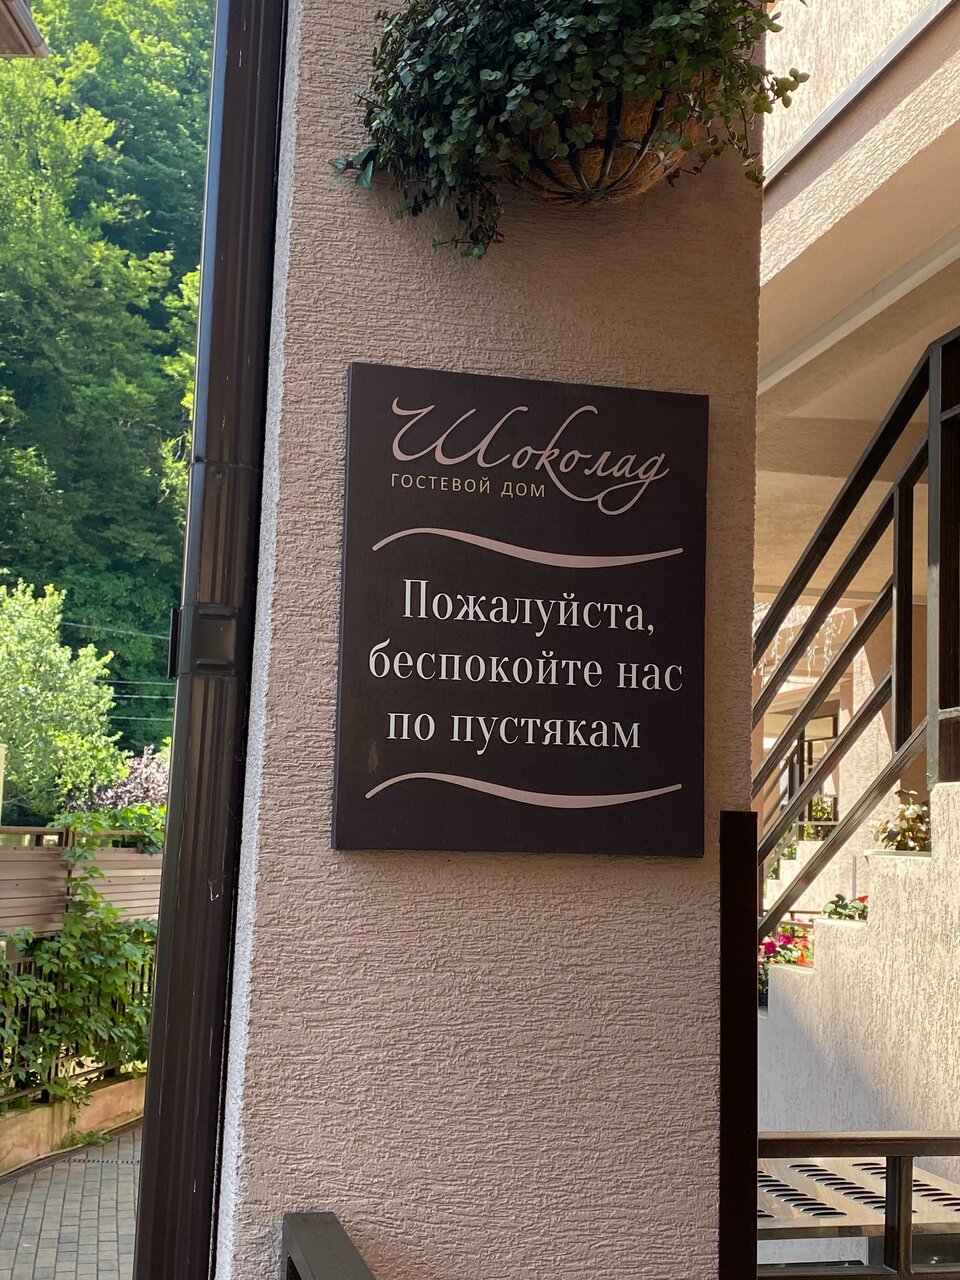 Шоколад
ГОСТЕВОЙ ДОМ
Пожалуйста,
беспокойте нас
по пустякам